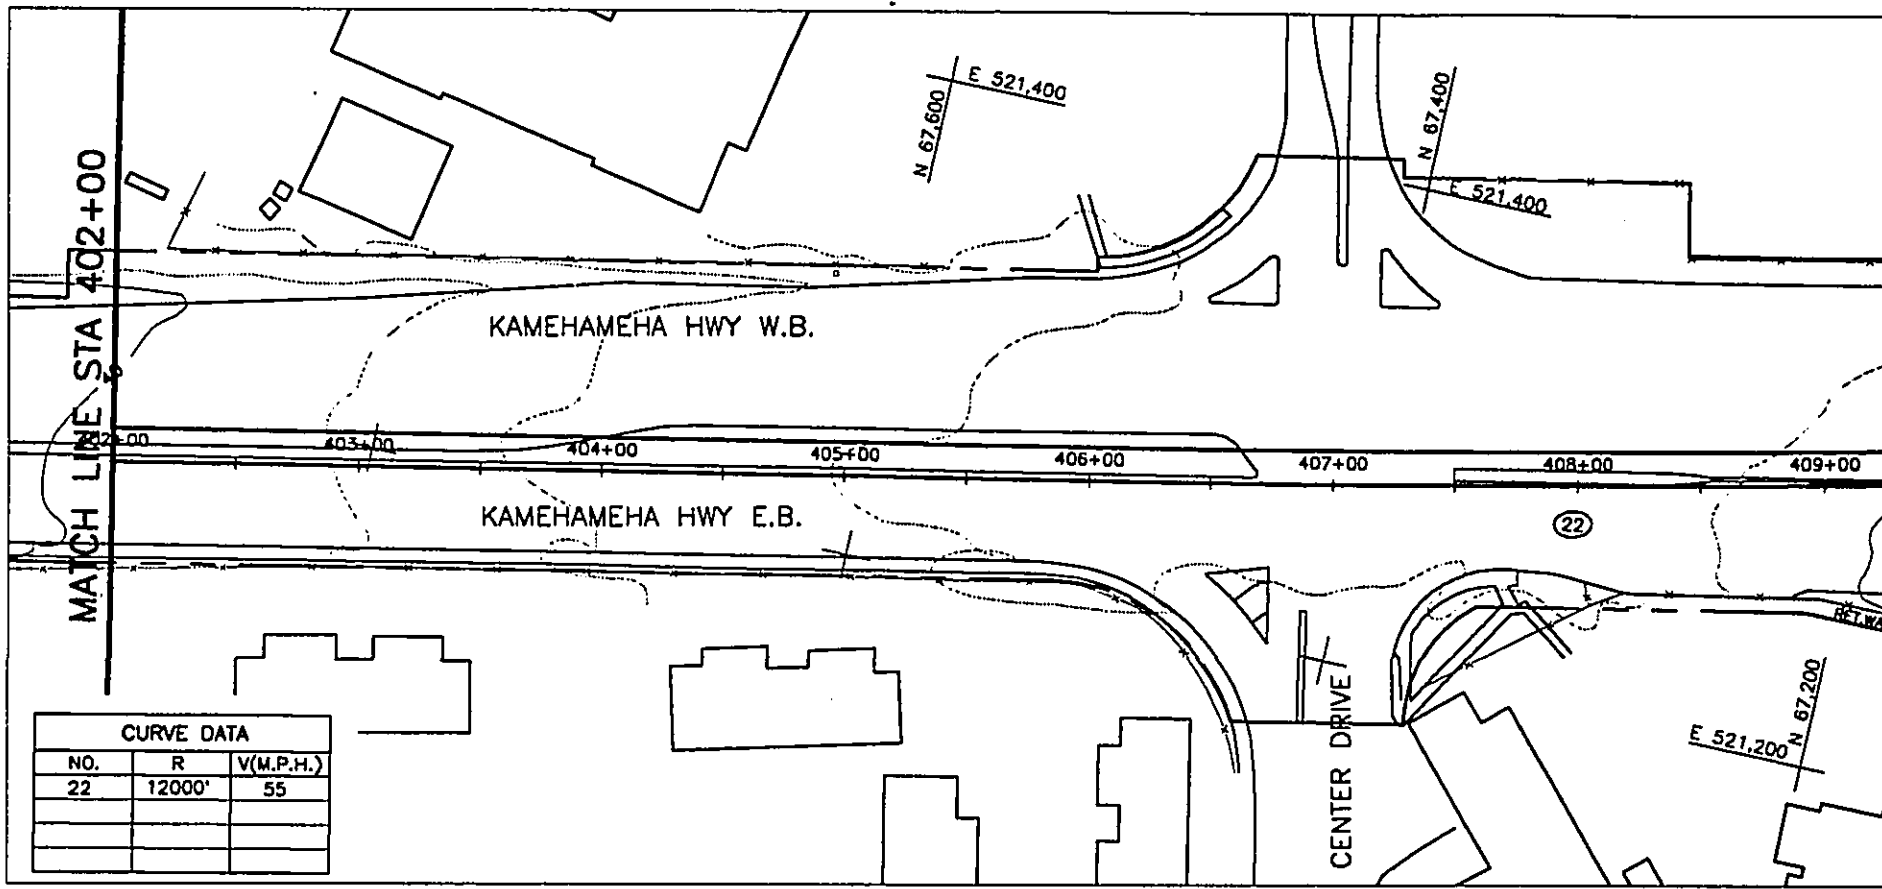 E 521,400
N 67,600
N 67,400
E 521,400
MATCH LINE STA 402+00
KAMEHAMEHA HWY W.B.
402+00
403+00
404+00
405+00
406+00
407+00
408+00
409+00
KAMEHAMEHA HWY E.B.
22
RET.WA
CENTER DRIVE
N 67,200
E 521,200
CURVE DATA
NO. R V(M.P.H.)
22 12000' 55